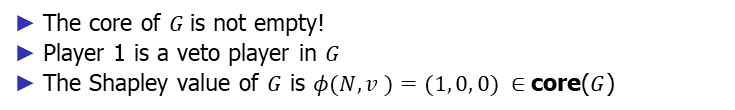 ▶ The core of G is not empty!
▶ Player 1 is a veto player in G
▶ The Shapley value of G is ϕ(N, v ) = (1, 0, 0) ∈ core(G)